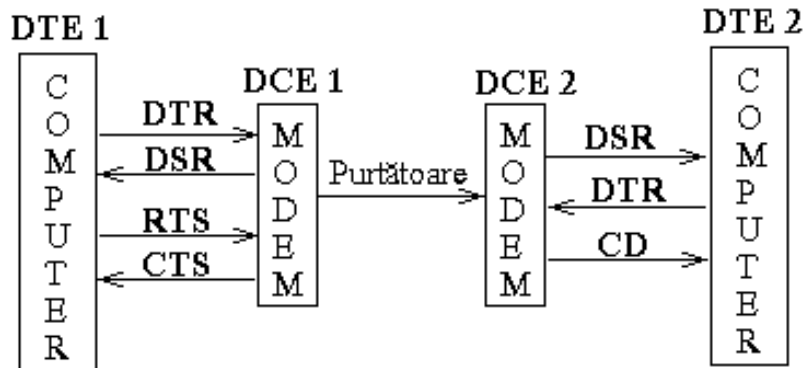 DTE 1
DTE 2
DCE 1
DCE 2
COMPUTER
DTR
DSR
RTS
CTS
MODEM
Purtătoare
MODEM
DSR
DTR
CD
COMPUTER